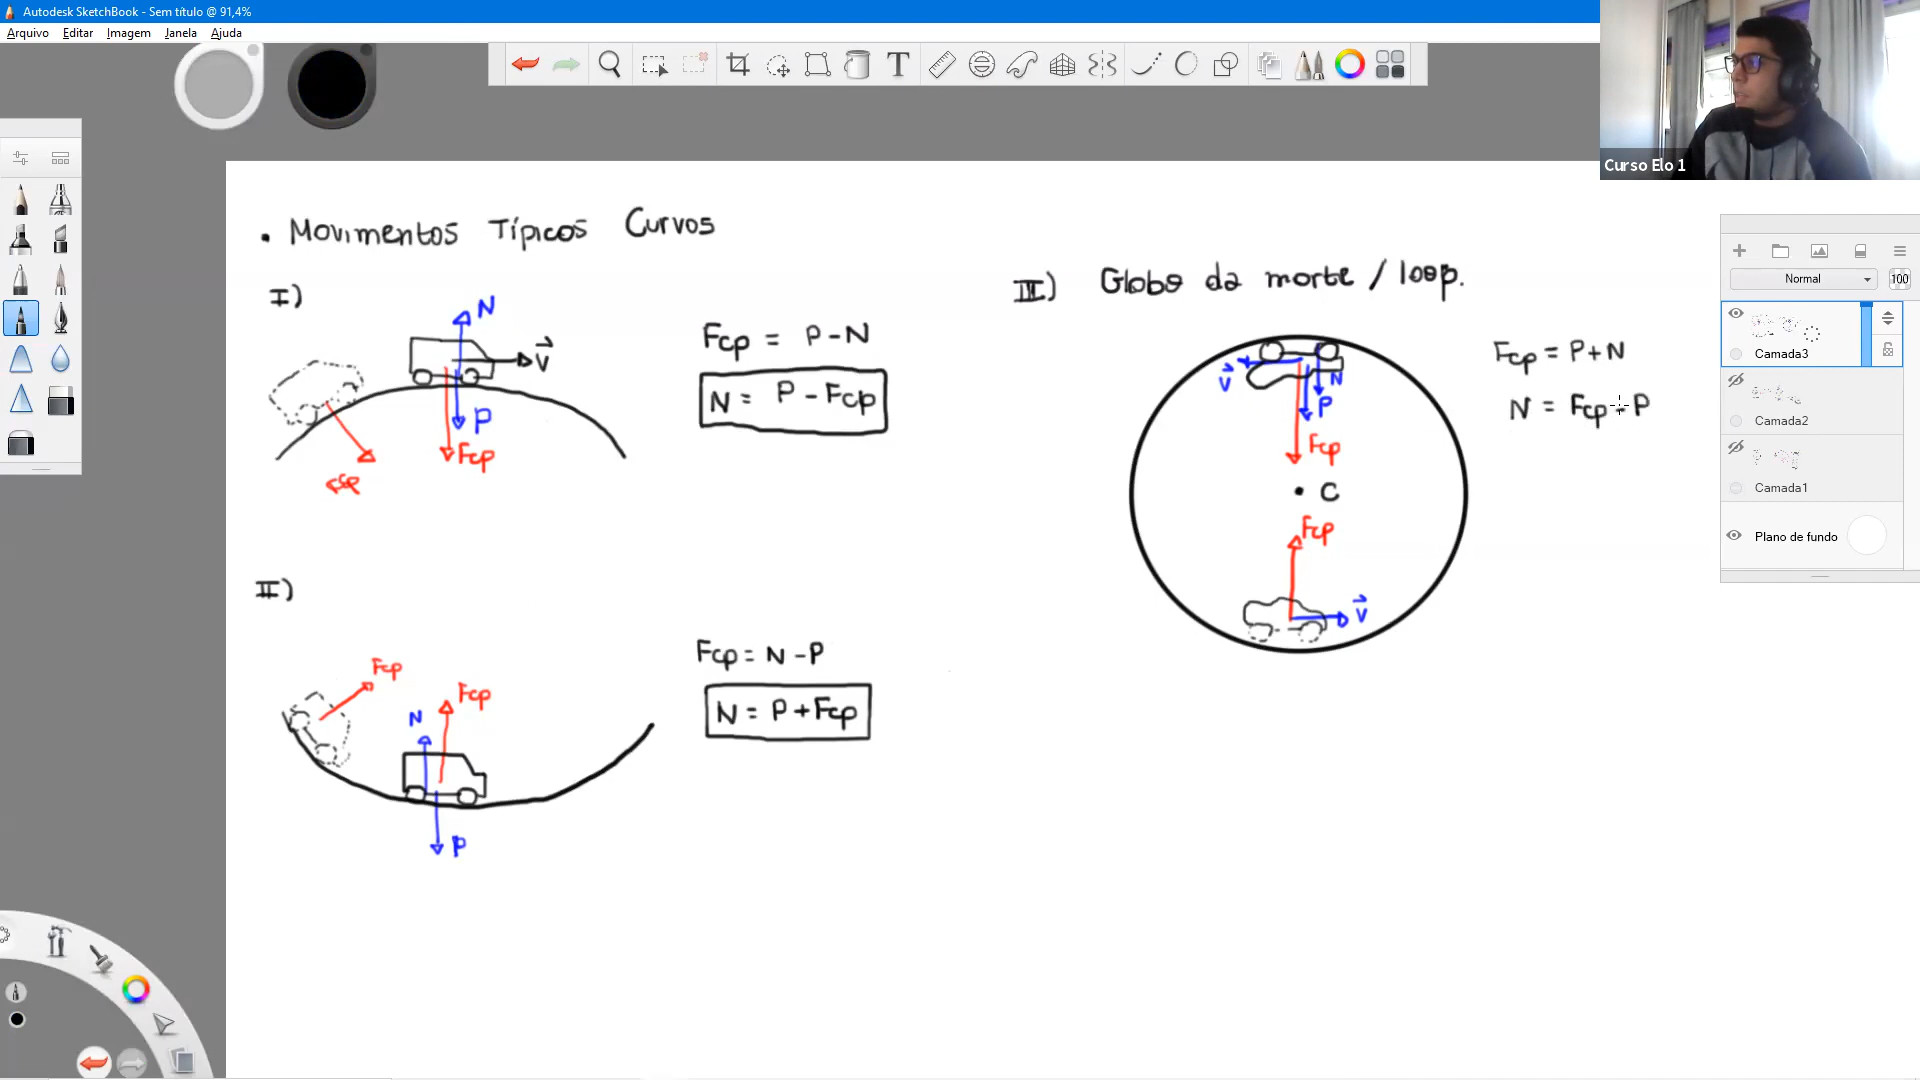 Autodesk SketchBook - Sem título @ 91,4%
Arquivo Editar Imagem Janela Ajuda
Curso Elo 1
• Movimentos Típicos Curvos
I)
N
V
P
Fcp
Fcp = P - N
N = P - Fcp
II)
Fcp
Fcp
N
P
Fcp = N - P
N = P + Fcp
III) Globo da morte / loop.
V
N
P
Fcp
• C
Fcp
V
Fcp = P + N
N = Fcp - P
Normal
100
Camada3
Camada2
Camada1
Plano de fundo